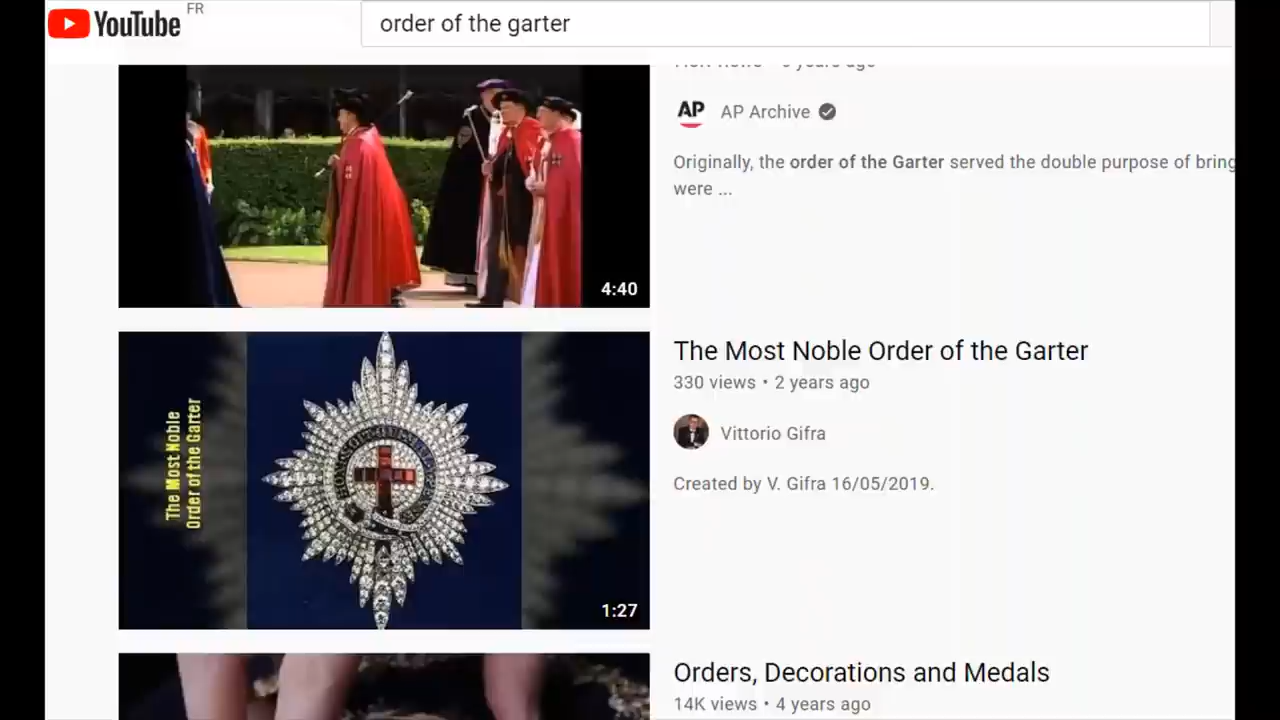 YouTube FR
order of the garter
years ago
AP AP Archive
Originally, the order of the Garter served the double purpose of bring
were ...
4:40
The Most Noble Order of the Garter
330 views • 2 years ago
The Most Noble
Order of the Garter
Vittorio Gifra
Created by V. Gifra 16/05/2019.
1:27
Orders, Decorations and Medals
14K views • 4 years ago